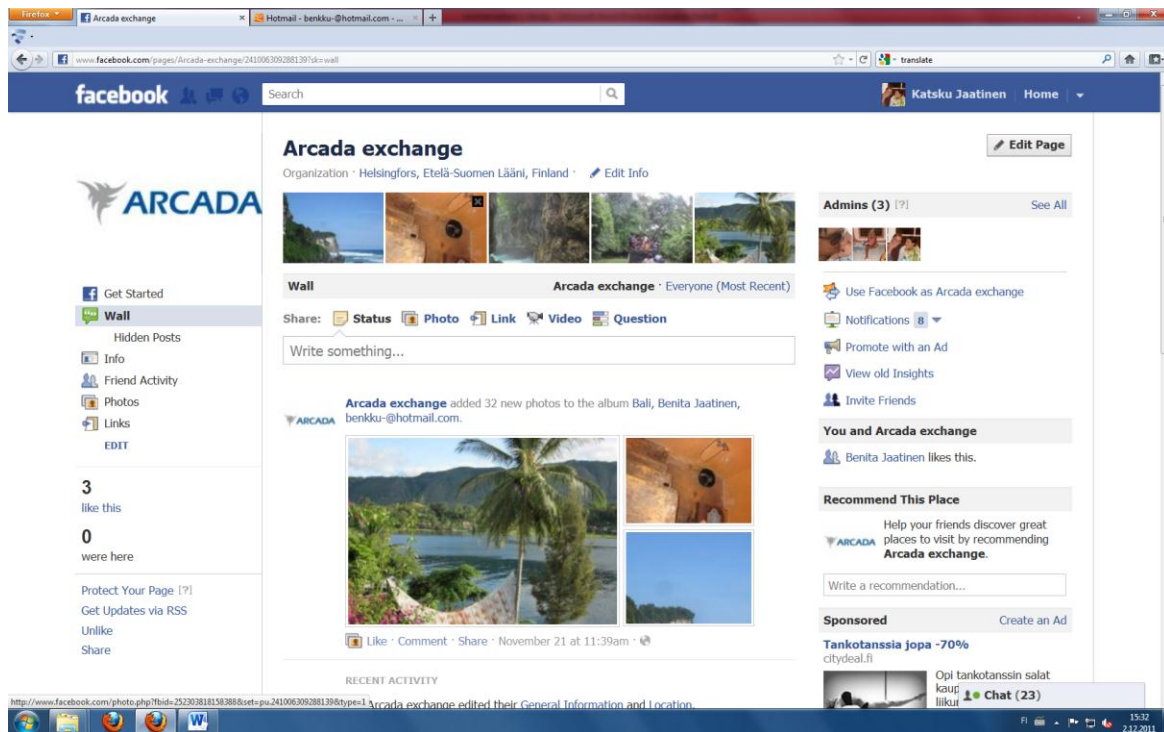 Firefox
Arcada exchange
Hotmail - benkku-@hotmail.com - ...
www.facebook.com/pages/Arcada-exchange/241006309288139?sk=wall
translate
facebook
Search
Katsku Jaatinen Home
ARCADA
Get Started
Wall
Hidden Posts
Info
Friend Activity
Photos
Links
EDIT
3
like this
0
were here
Protect Your Page [?]
Get Updates via RSS
Unlike
Share
Arcada exchange
Edit Page
Organization · Helsingfors, Etelä-Suomen Lääni, Finland · Edit Info
Wall Arcada exchange · Everyone (Most Recent)
Share: Status Photo Link Video Question
Write something...
Arcada exchange added 32 new photos to the album Bali, Benita Jaatinen,
benkku-@hotmail.com.
ARCADA
Like · Comment · Share · November 21 at 11:39am ·
RECENT ACTIVITY
Arcada exchange edited their General Information and Location.
Admins (3) [?] See All
Use Facebook as Arcada exchange
Notifications 8
Promote with an Ad
View old Insights
Invite Friends
You and Arcada exchange
Benita Jaatinen likes this.
Recommend This Place
ARCADA
Help your friends discover great
places to visit by recommending
Arcada exchange.
Write a recommendation...
Sponsored Create an Ad
Tankotanssia jopa -70%
citydeal.fi
Opi tankotanssin salat
Chat (23)
http://www.facebook.com/photo.php?fbid=252303818158388&set=pu.241006309288139&type=1
FI
15:32
2.12.2011